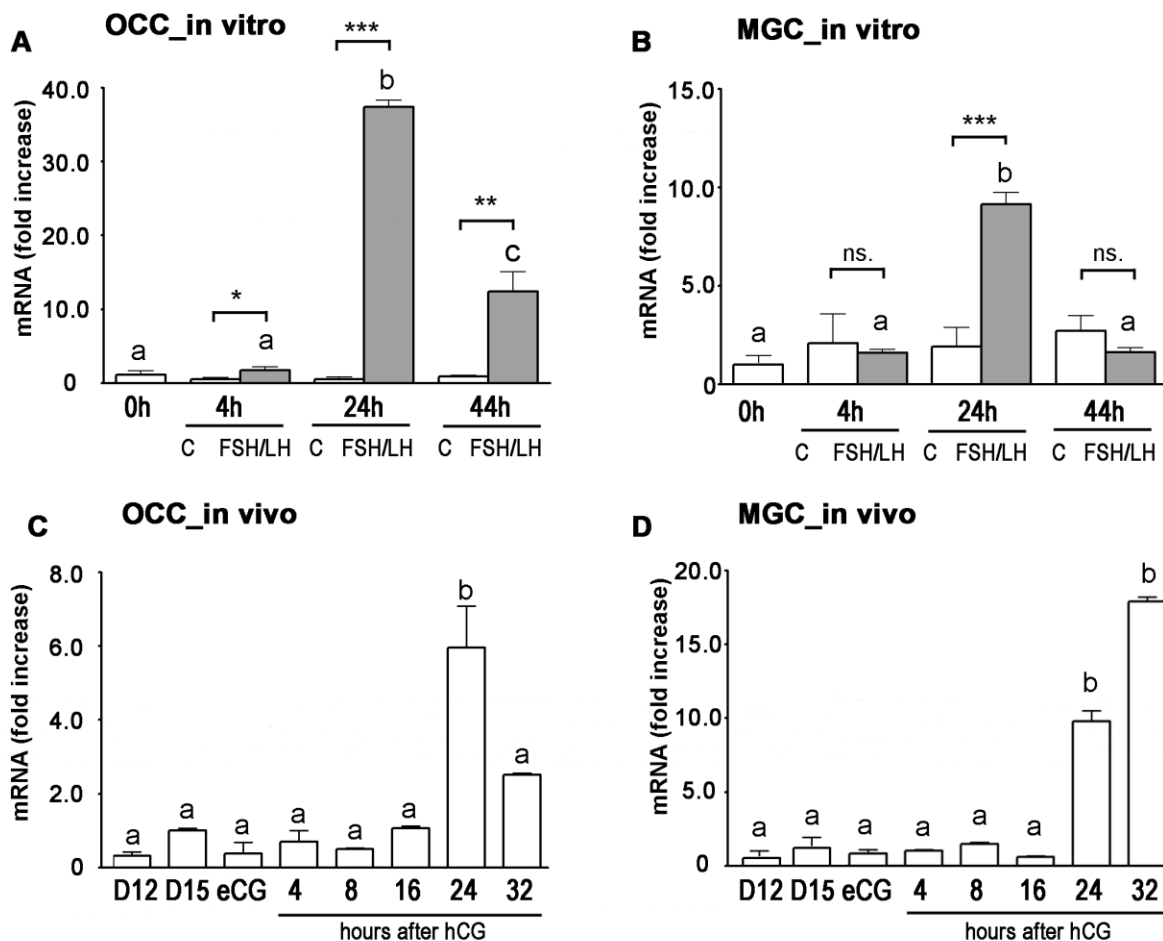 A
OCC_in vitro
mRNA (fold increase)
40.0
30.0
20.0
10.0
0
a
*
a
***
b
**
c
0h 4h 24h 44h
C FSH/LH C FSH/LH C FSH/LH
B
MGC_in vitro
mRNA (fold increase)
15.0
10.0
5.0
0
a
ns.
a
***
b
ns.
a
0h 4h 24h 44h
C FSH/LH C FSH/LH C FSH/LH
C
OCC_in vivo
mRNA (fold increase)
8.0
6.0
4.0
2.0
0
a a a a a a b a
D12 D15 eCG 4 8 16 24 32
hours after hCG
D
MGC_in vivo
mRNA (fold increase)
20.0
15.0
10.0
5.0
0
a a a a a a b b
D12 D15 eCG 4 8 16 24 32
hours after hCG